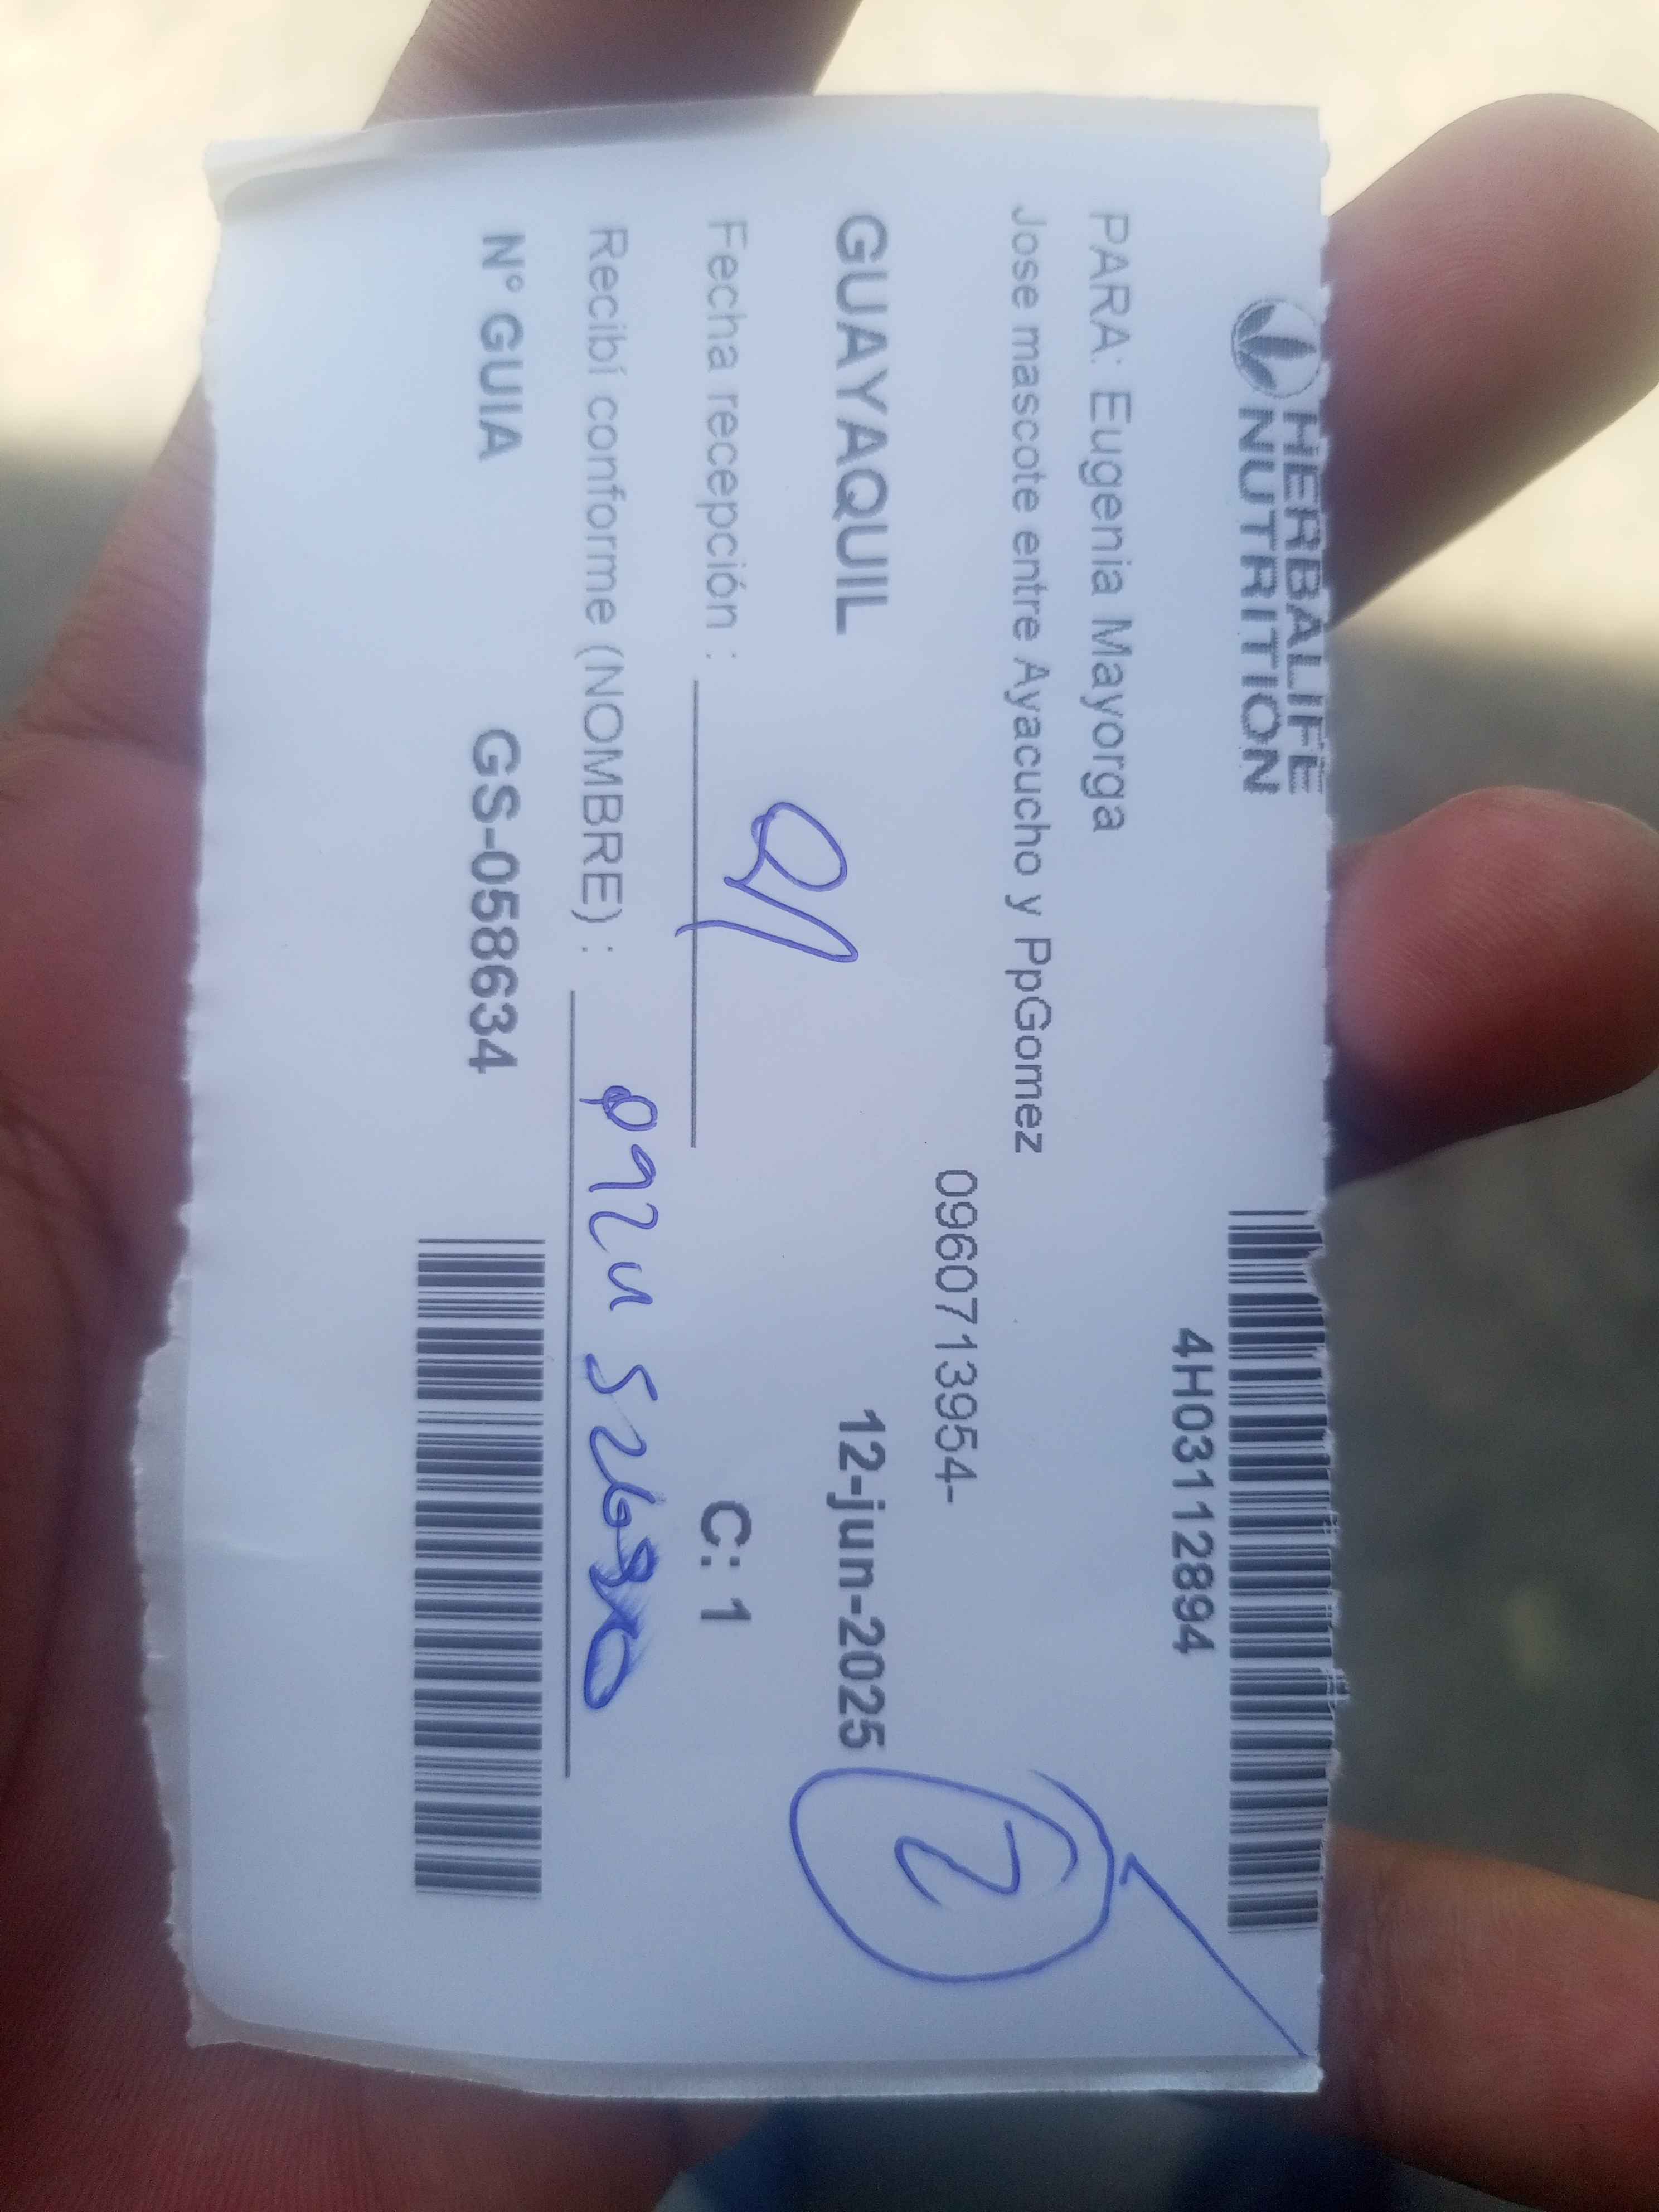 HERBALIFE
NUTRITION
4H03112894
PARA: Eugenia Mayorga
Jose mascote entre Ayacucho y PpGomez
0960713954-
GUAYAQUIL 12-jun-2025
2
Fecha recepción : C: 1
Recibí conforme (NOMBRE) :
N° GUIA GS-058634